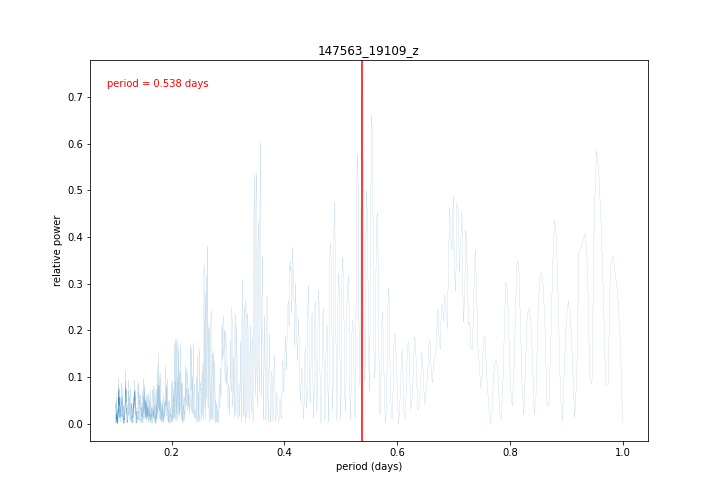 147563_19109_z
period = 0.538 days
relative power
0.7
0.6
0.5
0.4
0.3
0.2
0.1
0.0
0.2 0.4 0.6 0.8 1.0
period (days)